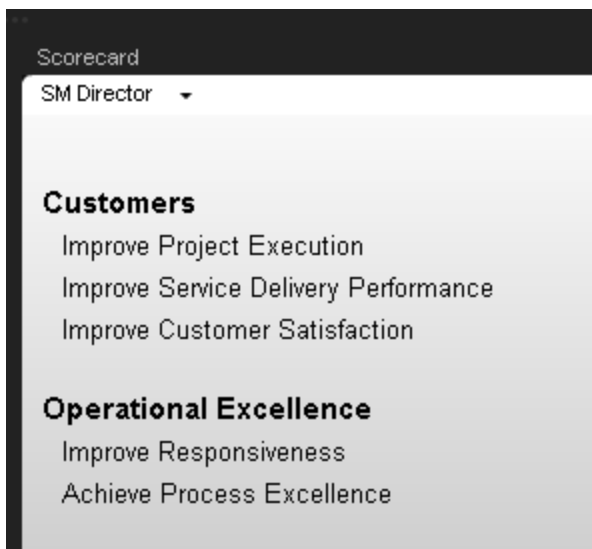 Scorecard
SM Director
Customers
Improve Project Execution
Improve Service Delivery Performance
Improve Customer Satisfaction
Operational Excellence
Improve Responsiveness
Achieve Process Excellence